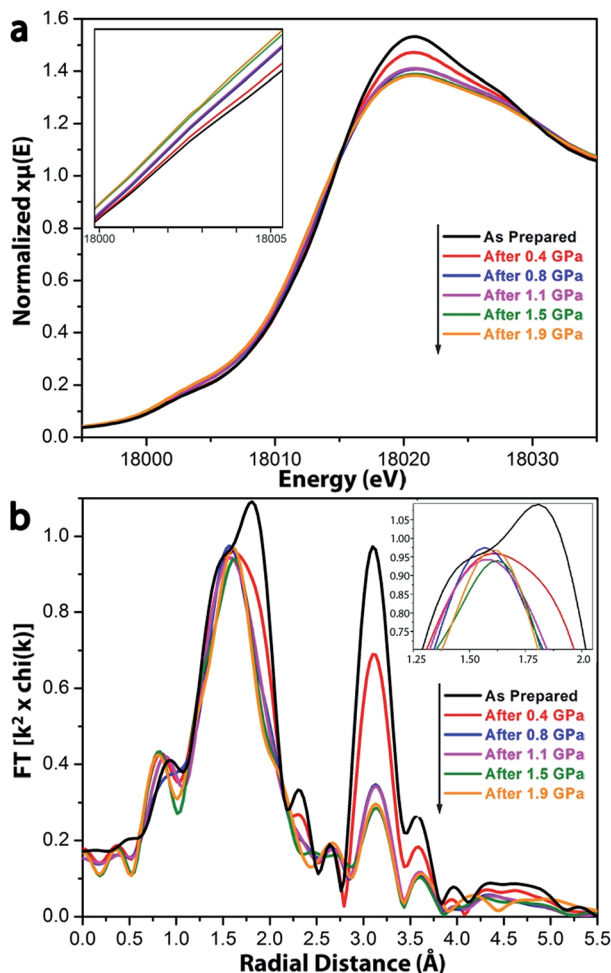 a
1.6
1.4
1.2
1.0
0.8
0.6
0.4
0.2
0.0
Normalized xμ(E)
18000 18005
As Prepared
After 0.4 GPa
After 0.8 GPa
After 1.1 GPa
After 1.5 GPa
After 1.9 GPa
18000 18010 18020 18030
Energy (eV)
b
1.0
0.8
0.6
0.4
0.2
0.0
FT [k² x chi(k)]
1.05
1.00
0.95
0.90
0.85
0.80
0.75
1.25 1.50 1.75 2.0
As Prepared
After 0.4 GPa
After 0.8 GPa
After 1.1 GPa
After 1.5 GPa
After 1.9 GPa
0.0 0.5 1.0 1.5 2.0 2.5 3.0 3.5 4.0 4.5 5.0 5.5
Radial Distance (Å)